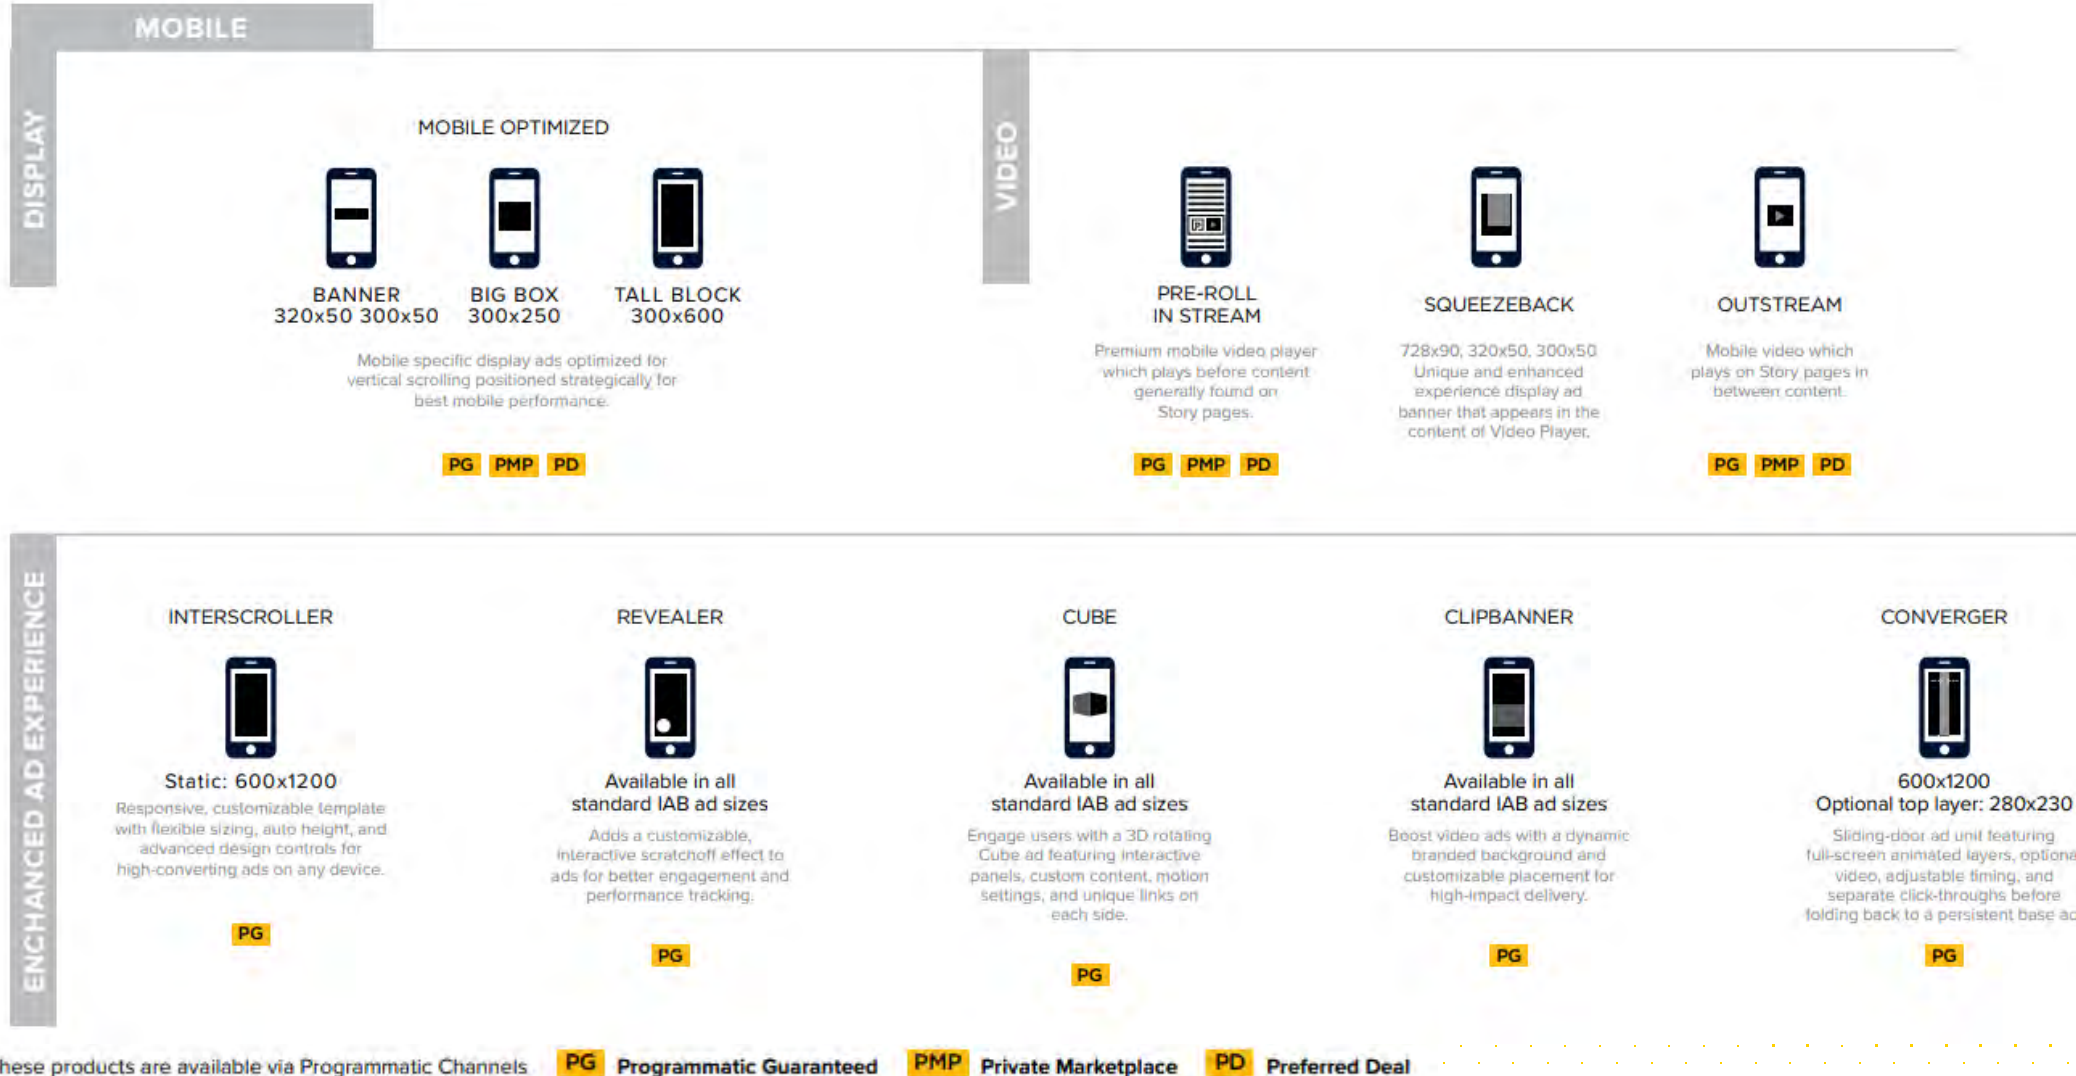 MOBILE
DISPLAY
MOBILE OPTIMIZED
BANNER
320x50 300x50
BIG BOX
300x250
TALL BLOCK
300x600
Mobile specific display ads optimized for
vertical scrolling positioned strategically for
best mobile performance.
PG PMP PD
VIDEO
PRE-ROLL
IN STREAM
Premium mobile video player
which plays before content
generally found on
Story pages.
PG PMP PD
SQUEEZEBACK
728x90, 320x50, 300x50
Unique and enhanced
experience display ad
banner that appears in the
content of Video Player.
OUTSTREAM
Mobile video which
plays on Story pages in
between content.
PG PMP PD
ENCHANCED AD EXPERIENCE
INTERSCROLLER
Static: 600x1200
Responsive, customizable template
with flexible sizing, auto height, and
advanced design controls for
high-converting ads on any device.
PG
REVEALER
Available in all
standard IAB ad sizes
Adds a customizable,
interactive scratchoff effect to
ads for better engagement and
performance tracking.
PG
CUBE
Available in all
standard IAB ad sizes
Engage users with a 3D rotating
Cube ad featuring interactive
panels, custom content, motion
settings, and unique links on
each side.
PG
CLIPBANNER
Available in all
standard IAB ad sizes
Boost video ads with a dynamic
branded background and
customizable placement for
high-impact delivery.
PG
CONVERGER
600x1200
Optional top layer: 280x230
Sliding-door ad unit featuring
full-screen animated layers, optiona
video, adjustable timing, and
separate click-throughs before
folding back to a persistent base ad
PG
hese products are available via Programmatic Channels
PG Programmatic Guaranteed
PMP Private Marketplace
PD Preferred Deal